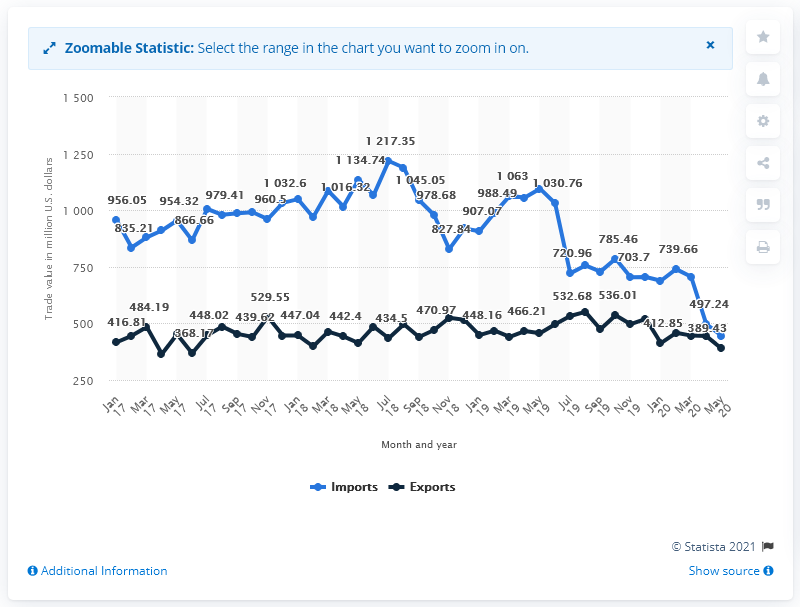 Zoomable Statistic: Select the range in the chart you want to zoom in on.
×
Trade value in million U.S. dollars
1 500
1 250
1 000
750
500
250
956.05
835.21
954.32
866.66
979.41
960.5
1 032.6
1 016.32
1 134.74
1 217.35
1 045.05
978.68
827.84
907.07
988.49
1 063
1 030.76
720.96
785.46
703.7
739.66
497.24
416.81
484.19
368.17
448.02
439.62
529.55
447.04
442.4
434.5
470.97
448.16
466.21
532.68
536.01
412.85
389.43
Jan 17
Mar 17
May 17
Jul 17
Sep 17
Nov 17
Jan 18
Mar 18
May 18
Jul 18
Sep 18
Nov 18
Jan 19
Mar 19
May 19
Jul 19
Sep 19
Nov 19
Jan 20
Mar 20
May 20
Month and year
Imports Exports
© Statista 2021
Additional Information Show source